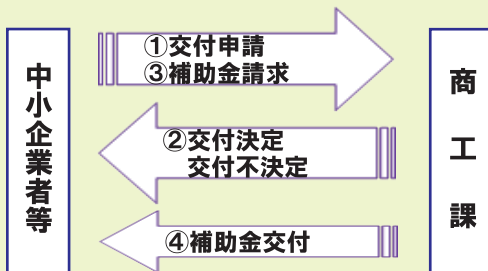 中小企業者等
①交付申請
③補助金請求
②交付決定
交付不決定
④補助金交付
商工課